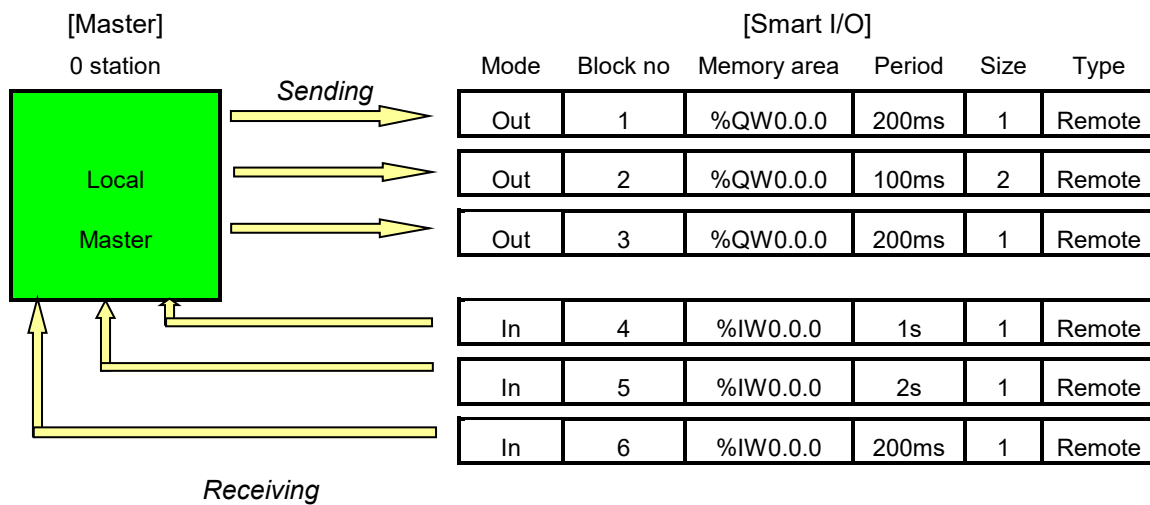 [Master] [Smart I/O]
0 station Mode Block no Memory area Period Size Type
Sending
Out 1 %QW0.0.0 200ms 1 Remote
Local Out 2 %QW0.0.0 100ms 2 Remote
Master Out 3 %QW0.0.0 200ms 1 Remote
In 4 %IW0.0.0 1s 1 Remote
In 5 %IW0.0.0 2s 1 Remote
In 6 %IW0.0.0 200ms 1 Remote
Receiving